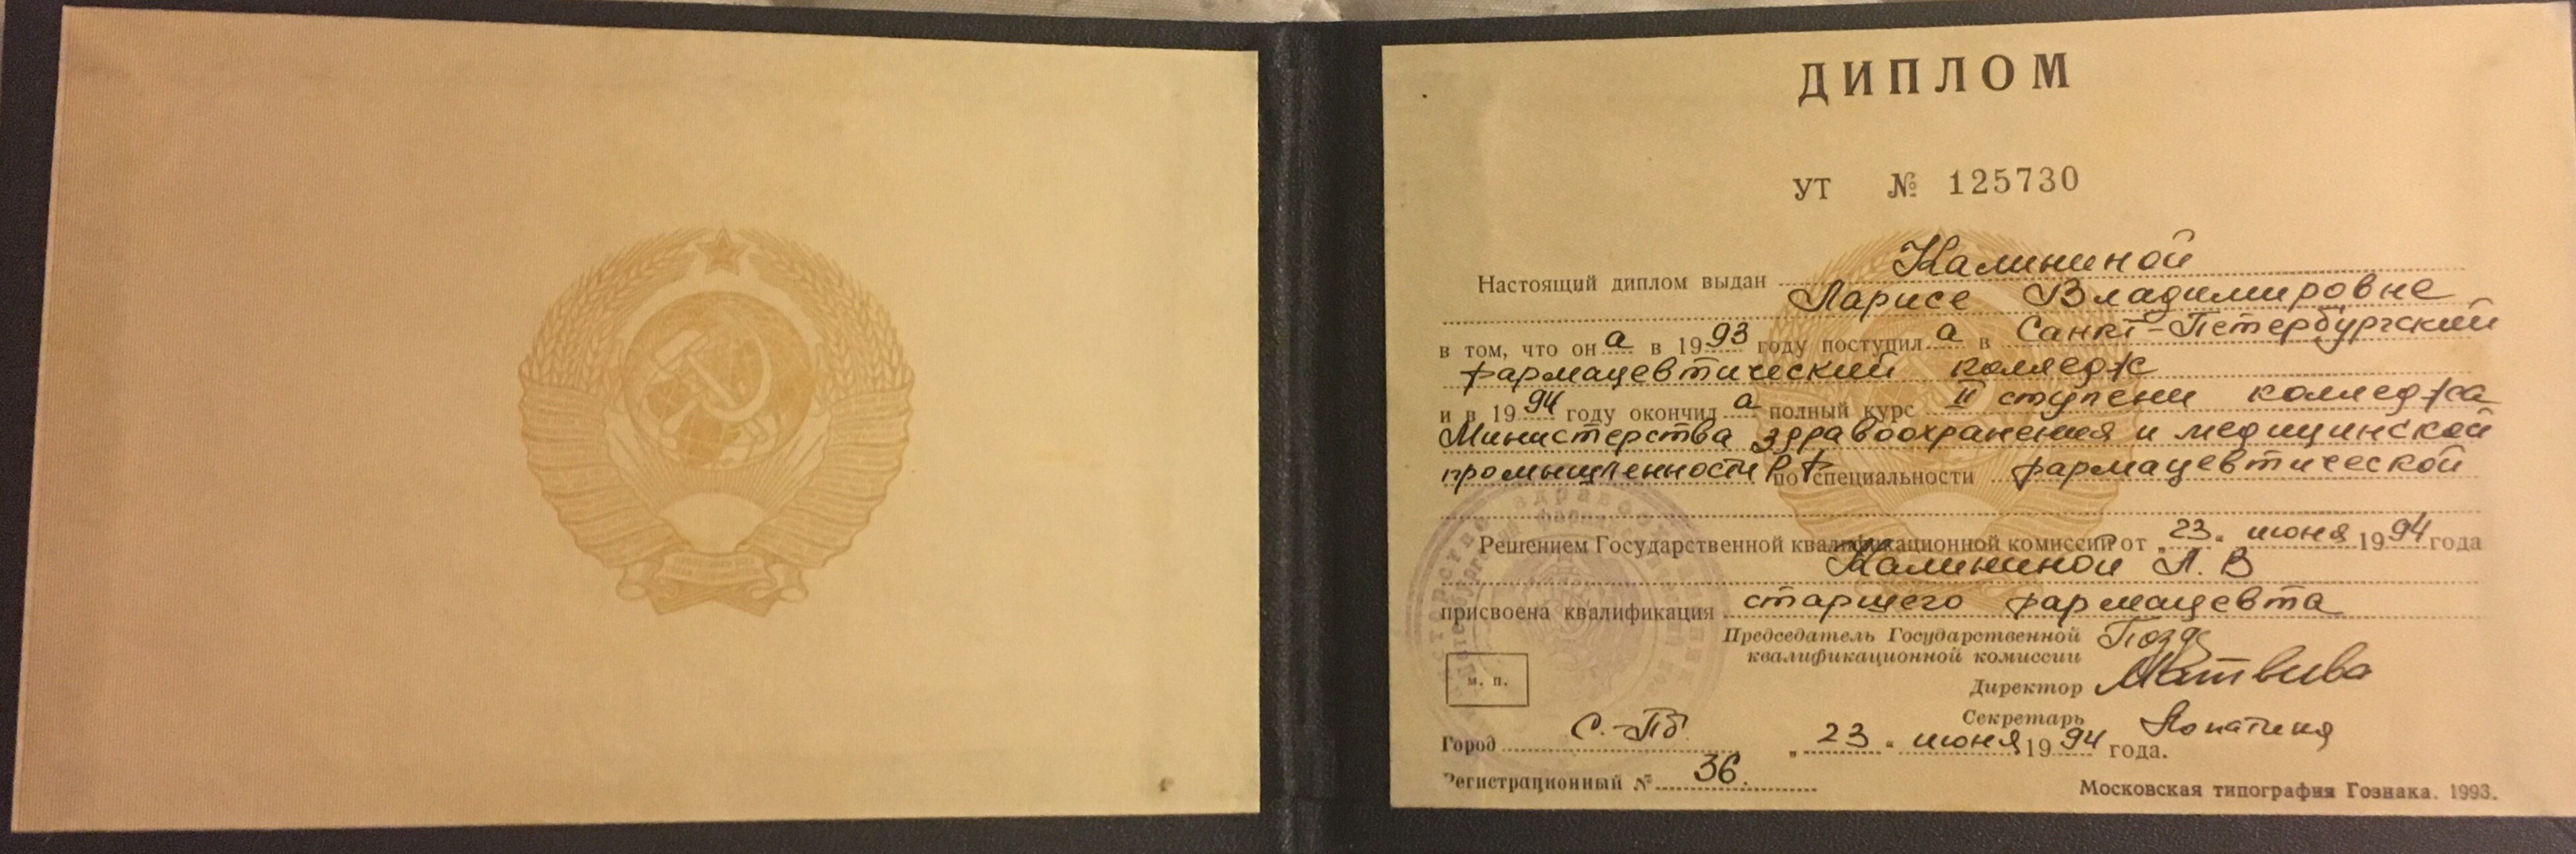 ДИПЛОМ
УТ № 125730
Настоящий диплом выдан Калининой
Ларисе Владимировне
в том, что он а в 1993 году поступил а в Санкт-Петербургский
фармацевтический колледж
и в 1994 году окончил а полный курс II ступени колледжа
Министерства здравоохранения и медицинской
промышленности РФ по специальности фармацевтической
Решением Государственной квалификационной комиссии от „23“ июня 1994 года
Калининой Л. В
присвоена квалификация старшего фармацевта
Председатель Государственной
квалификационной комиссии
Директор
м. п.
Секретарь
Город С.-Пб „23“ июня 1994 года.
Регистрационный № 36.
Московская типография Гознака. 1993.